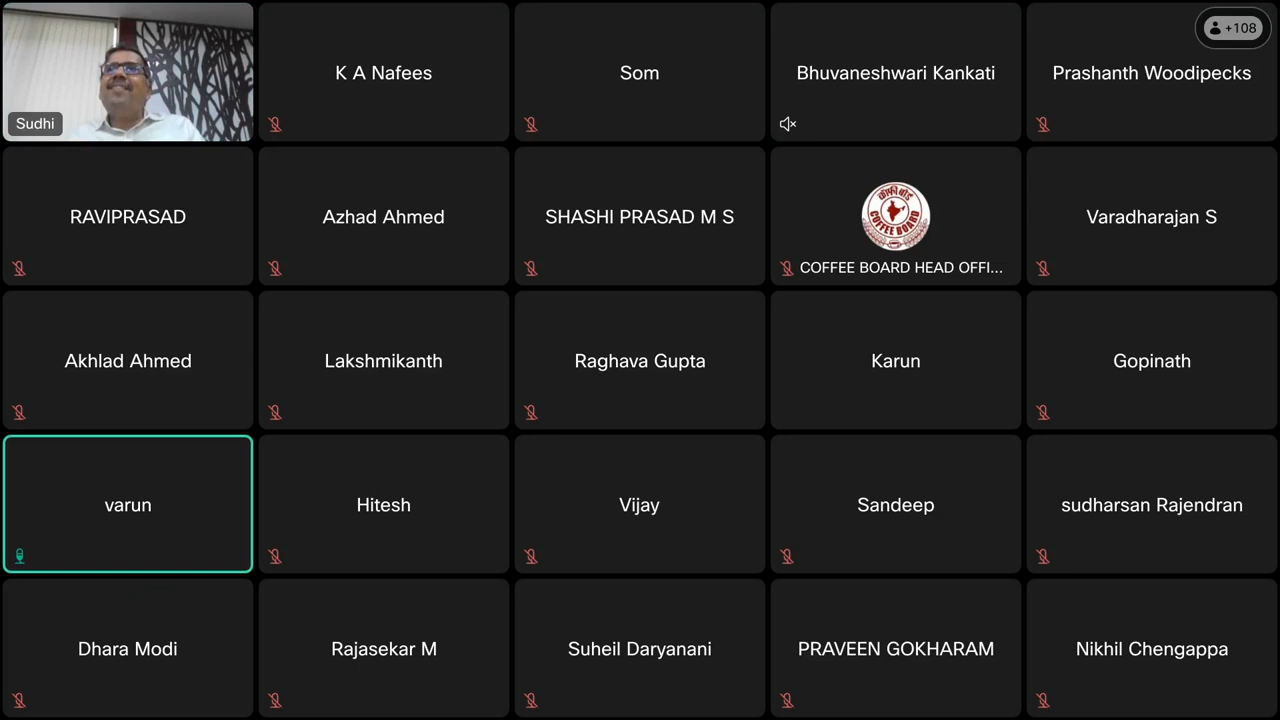 +108
Sudhi
K A Nafees
Som
Bhuvaneshwari Kankati
Prashanth Woodipecks
RAVIPRASAD
Azhad Ahmed
SHASHI PRASAD M S
कॉफी बोर्ड
COFFEE BOARD
COFFEE BOARD HEAD OFFI...
Varadharajan S
Akhlad Ahmed
Lakshmikanth
Raghava Gupta
Karun
Gopinath
varun
Hitesh
Vijay
Sandeep
sudharsan Rajendran
Dhara Modi
Rajasekar M
Suheil Daryanani
PRAVEEN GOKHARAM
Nikhil Chengappa